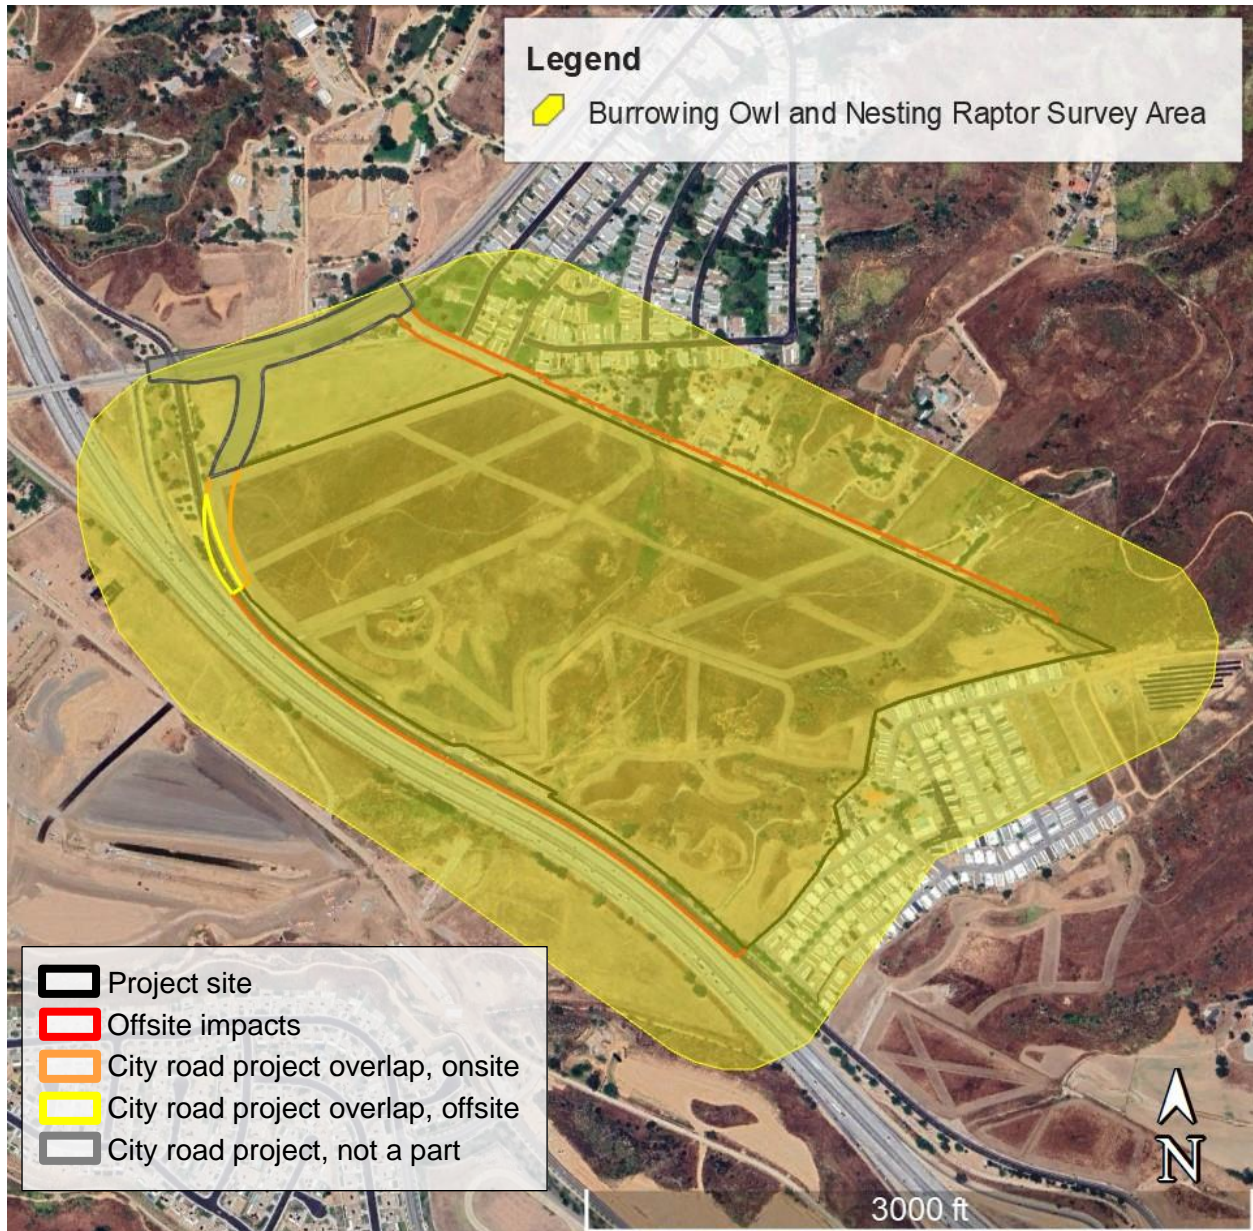 Legend
Burrowing Owl and Nesting Raptor Survey Area
Project site
Offsite impacts
City road project overlap, onsite
City road project overlap, offsite
City road project, not a part
N
3000 ft